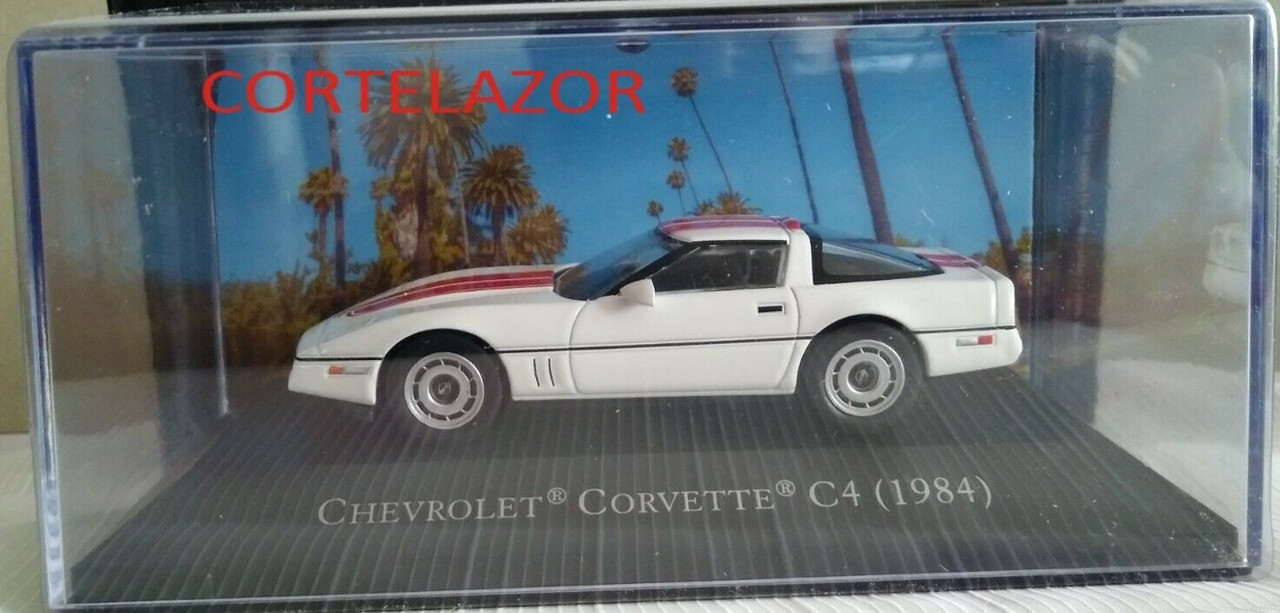 CORTELAZOR
CHEVROLET® CORVETTE® C4 (1984)